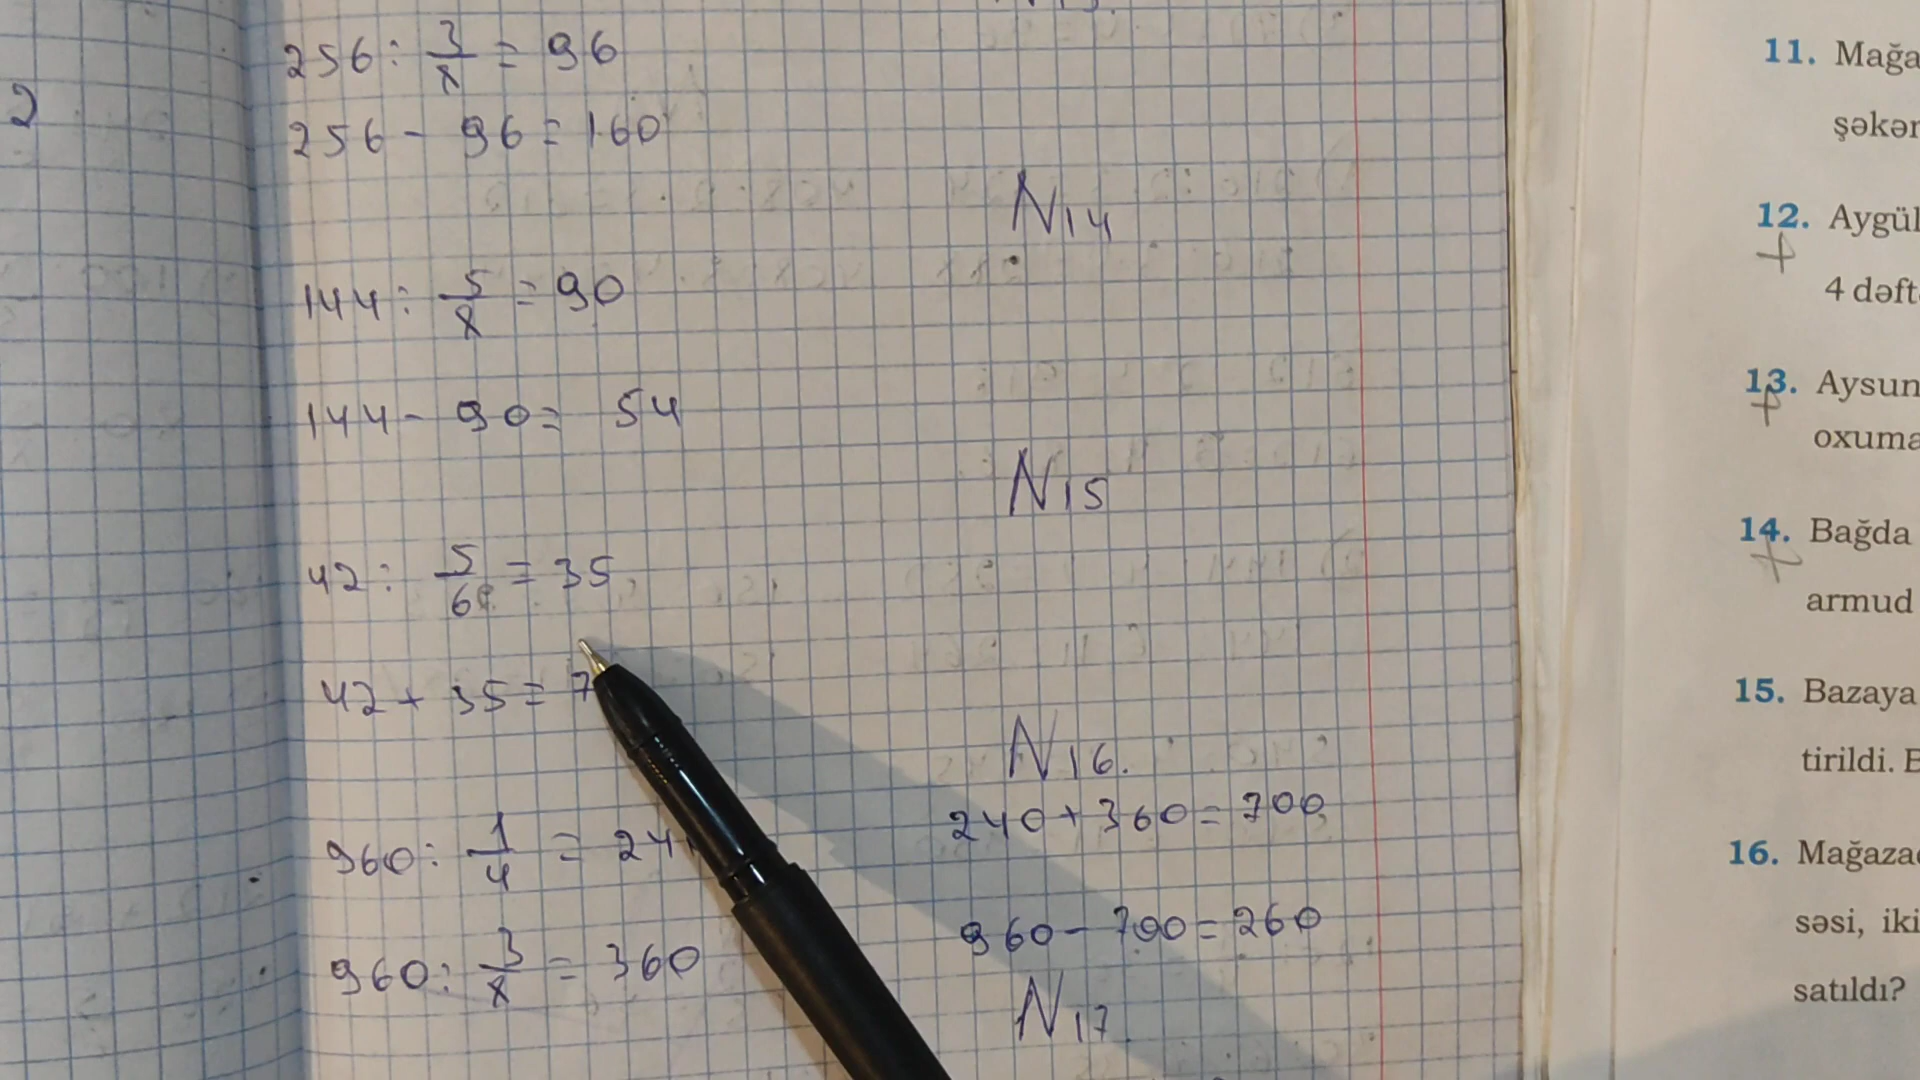 2
256 : 3/8 = 96
256 - 96 = 160
N14
144 : 5/8 = 90
144 - 90 = 54
N15
42 : 5/6 = 35
42 + 35 = 7
N16.
960 : 1/4 = 24
240 + 360 = 700
960 : 3/8 = 360
960 - 700 = 260
N17
11. Mağa
şəkər
12. Aygül
4 dəft
13. Aysun
oxuma
14. Bağda
armud
15. Bazaya
tirildi. E
16. Mağaza
səsi, iki
satıldı?